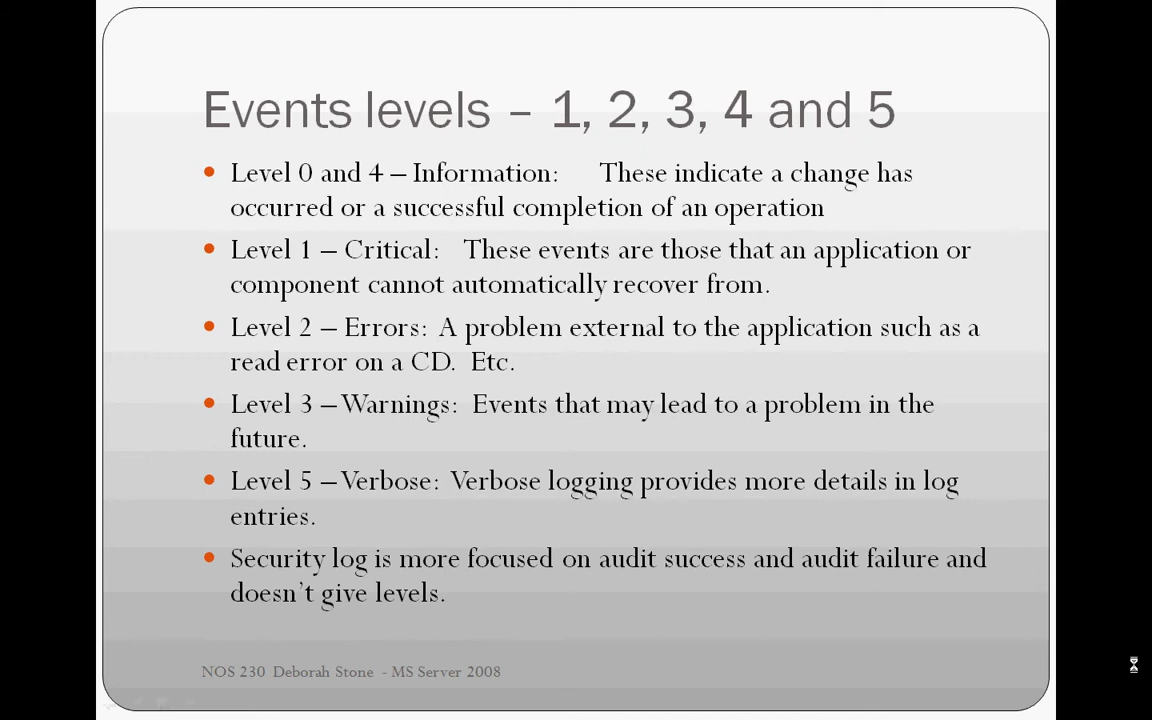 Events levels – 1, 2, 3, 4 and 5
• Level 0 and 4 – Information: These indicate a change has
occurred or a successful completion of an operation
• Level 1 – Critical: These events are those that an application or
component cannot automatically recover from.
• Level 2 – Errors: A problem external to the application such as a
read error on a CD. Etc.
• Level 3 – Warnings: Events that may lead to a problem in the
future.
• Level 5 – Verbose: Verbose logging provides more details in log
entries.
• Security log is more focused on audit success and audit failure and
doesn’t give levels.
NOS 230 Deborah Stone - MS Server 2008